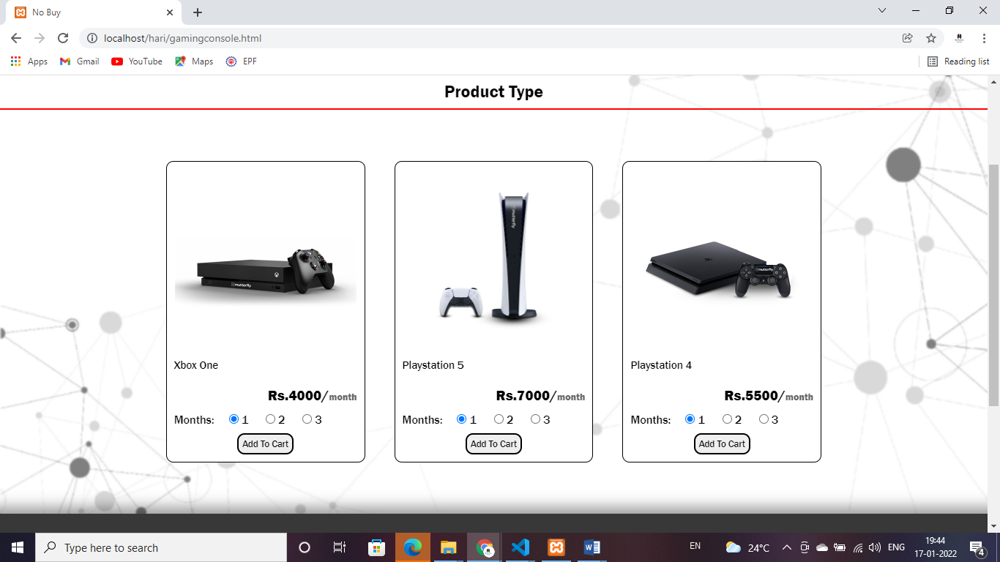 No Buy
localhost/hari/gamingconsole.html
Apps Gmail YouTube Maps EPF Reading list
Product Type
mutterfly
mutterfly
mutterfly
Xbox One Playstation 5 Playstation 4
Rs.4000/month Rs.7000/month Rs.5500/month
Months: 1 2 3 Months: 1 2 3 Months: 1 2 3
Add To Cart Add To Cart Add To Cart
Type here to search EN 24°C ENG 19:44
17-01-2022 4